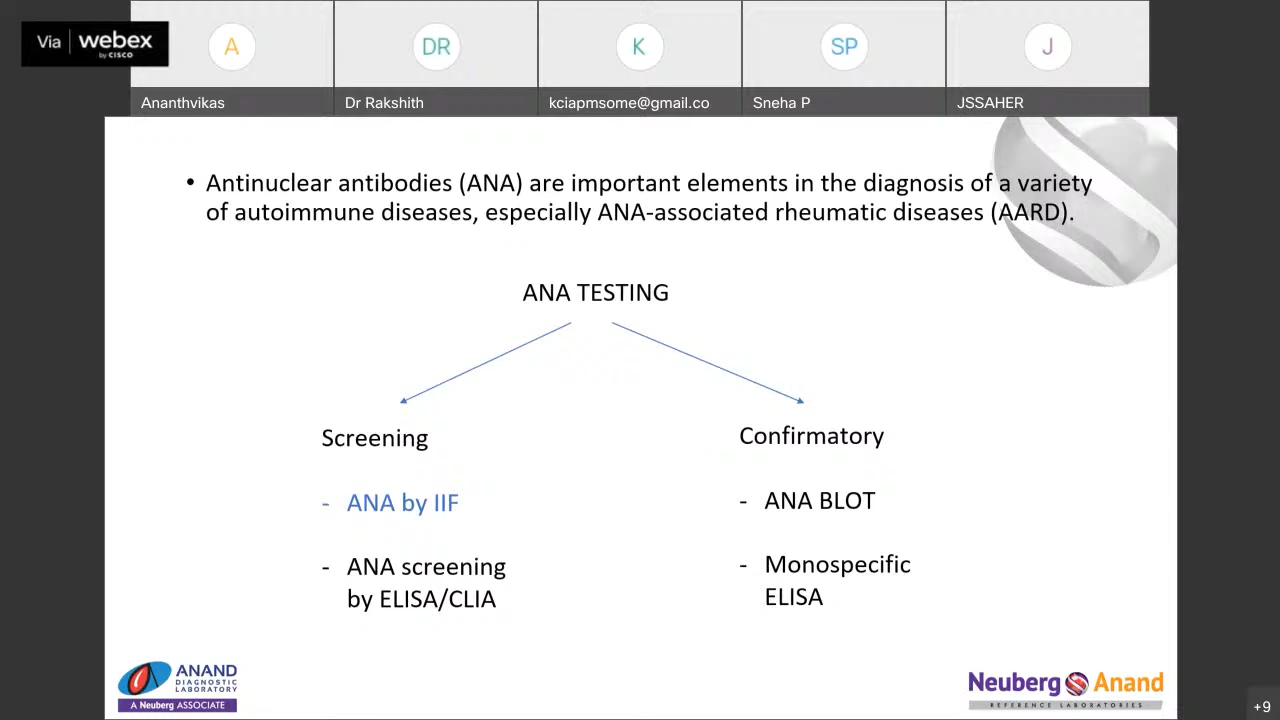 Via webex
by CISCO
A
DR
K
SP
J
Ananthvikas
Dr Rakshith
kciapmsome@gmail.co
Sneha P
JSSAHER
• Antinuclear antibodies (ANA) are important elements in the diagnosis of a variety
of autoimmune diseases, especially ANA-associated rheumatic diseases (AARD).
ANA TESTING
Screening
- ANA by IIF
- ANA screening
by ELISA/CLIA
Confirmatory
- ANA BLOT
- Monospecific
ELISA
ANAND
DIAGNOSTIC
LABORATORY
A Neuberg ASSOCIATE
Neuberg Anand
REFERENCE LABORATORIES
+9